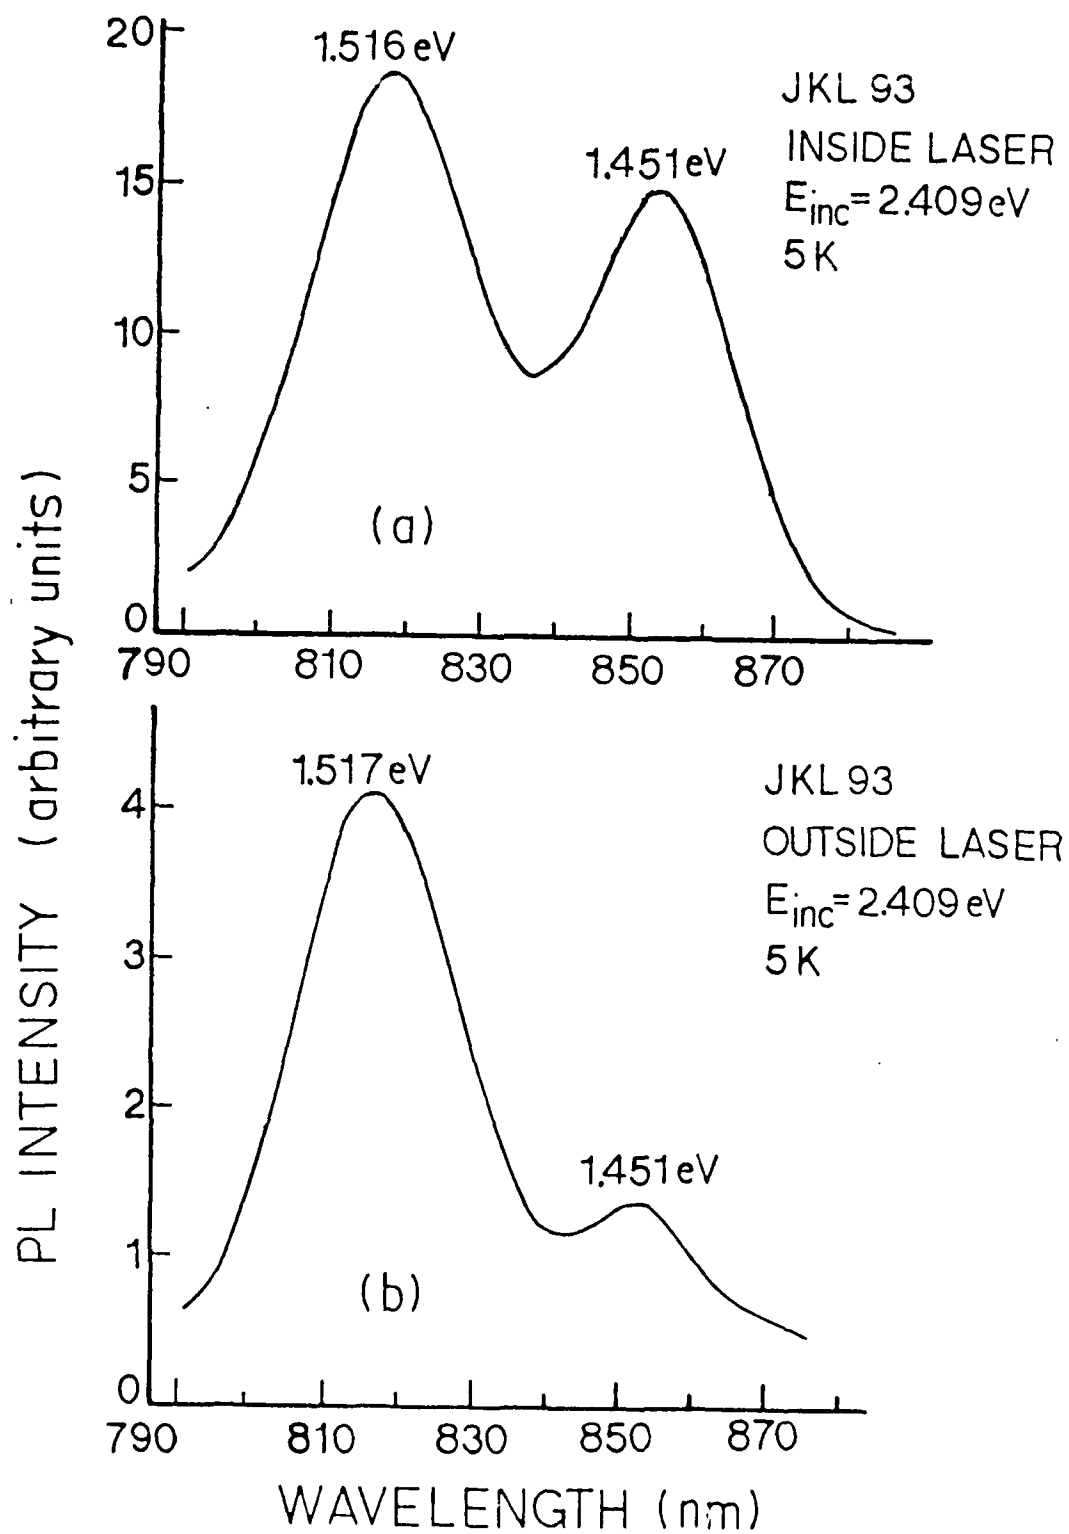 PL INTENSITY (arbitrary units)
20
15
10
5
0
1.516 eV
1.451 eV
JKL 93
INSIDE LASER
Einc = 2.409 eV
5 K
(a)
790 810 830 850 870
4
3
2
1
0
1.517 eV
1.451 eV
JKL 93
OUTSIDE LASER
Einc = 2.409 eV
5 K
(b)
790 810 830 850 870
WAVELENGTH (nm)